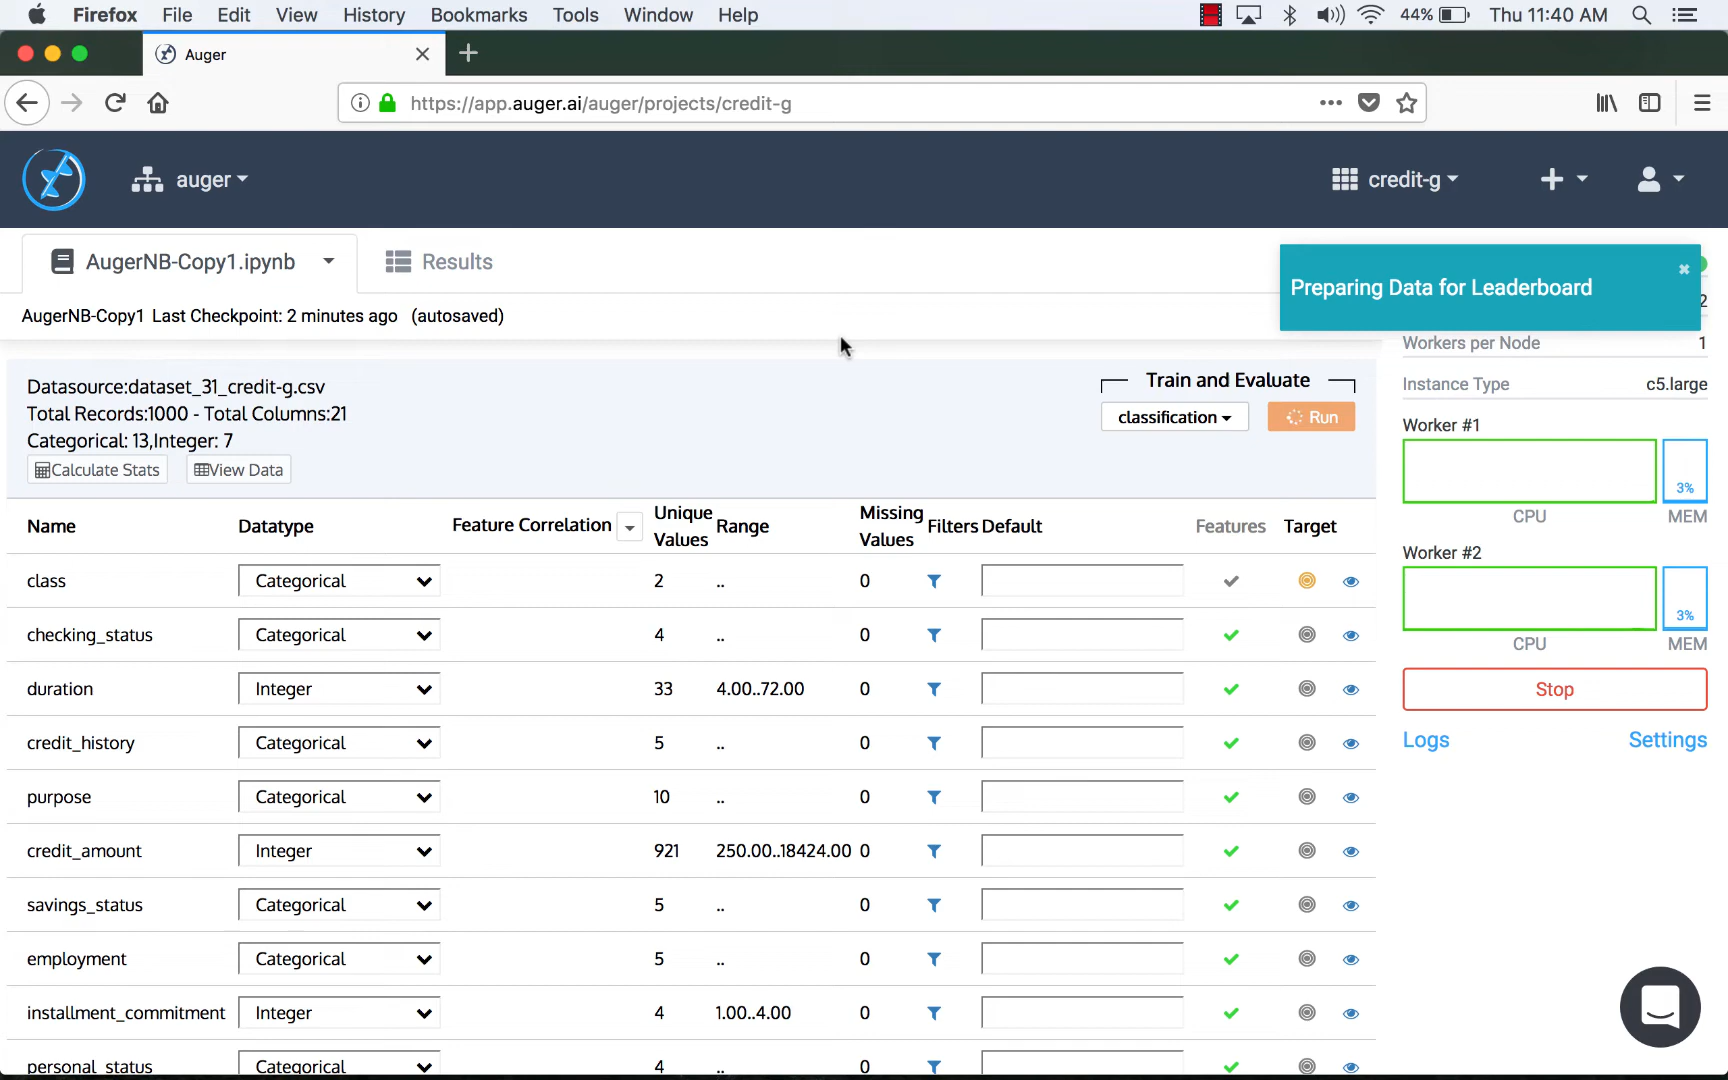 Firefox File Edit View History Bookmarks Tools Window Help 44% Thu 11:40 AM
Auger
https://app.auger.ai/auger/projects/credit-g
auger credit-g
AugerNB-Copy1.ipynb Results
Preparing Data for Leaderboard
2
AugerNB-Copy1 Last Checkpoint: 2 minutes ago (autosaved)
Workers per Node 1
Datasource:dataset_31_credit-g.csv
Total Records:1000 - Total Columns:21
Categorical: 13,Integer: 7
Calculate Stats View Data
Train and Evaluate
classification Run
Instance Type c5.large
Worker #1
3%
CPU MEM
Worker #2
3%
CPU MEM
Stop
Logs Settings
Name Datatype Feature Correlation Unique Values Range Missing Values Filters Default Features Target
class Categorical 2 .. 0
checking_status Categorical 4 .. 0
duration Integer 33 4.00..72.00 0
credit_history Categorical 5 .. 0
purpose Categorical 10 .. 0
credit_amount Integer 921 250.00..18424.00 0
savings_status Categorical 5 .. 0
employment Categorical 5 .. 0
installment_commitment Integer 4 1.00..4.00 0
personal_status Categorical 4 .. 0